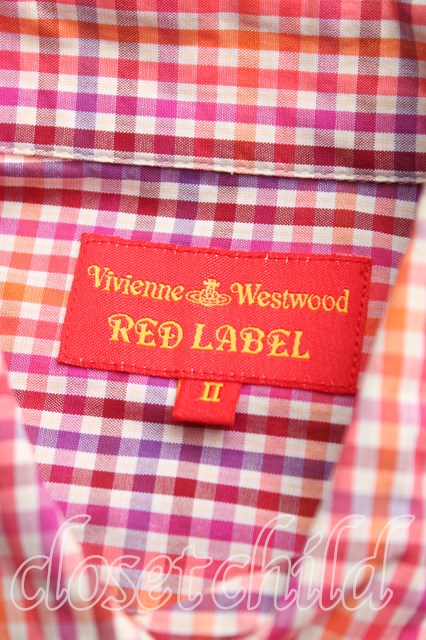 Vivienne Westwood
RED LABEL
II
closetchild